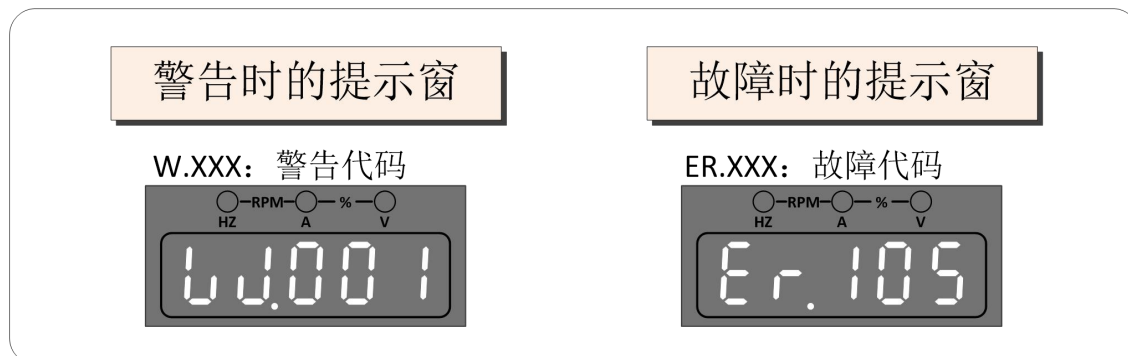 警告时的提示窗
W.XXX：警告代码
HZ RPM A % V
W.001
故障时的提示窗
ER.XXX：故障代码
HZ RPM A % V
Er.105